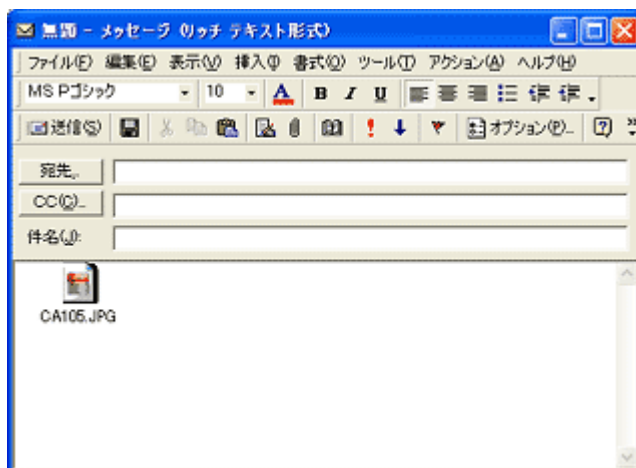 無題 - メッセージ (リッチ テキスト形式)
ファイル(F) 編集(E) 表示(V) 挿入(I) 書式(O) ツール(T) アクション(A) ヘルプ(H)
MS Pゴシック 10 A B I U
送信(S) オプション(P)...
宛先...
CC(C)...
件名(J):
CA105.JPG